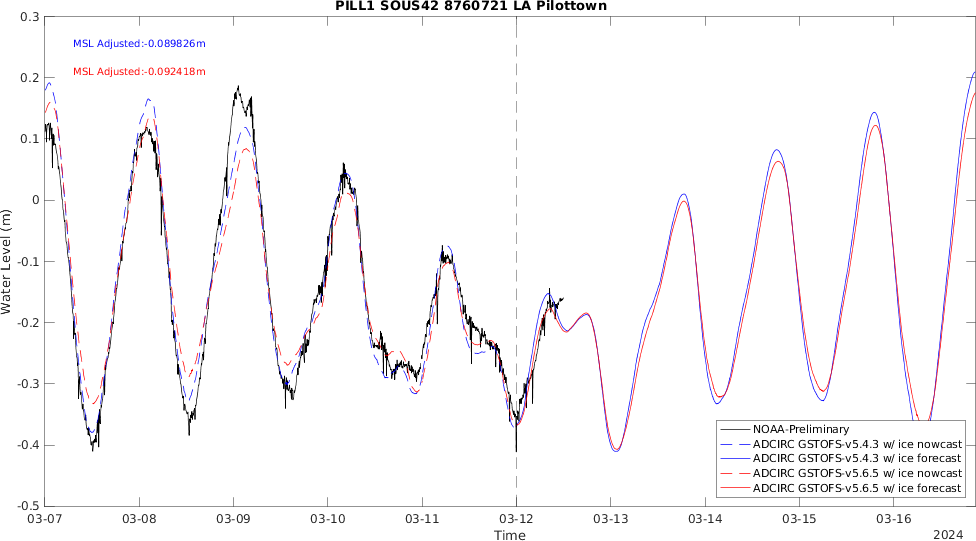 PILL1 SOUS42 8760721 LA Pilottown
MSL Adjusted:-0.089826m
MSL Adjusted:-0.092418m
0.3
0.2
0.1
0
-0.1
-0.2
-0.3
-0.4
-0.5
Water Level (m)
NOAA-Preliminary
ADCIRC GSTOFS-v5.4.3 w/ ice nowcast
ADCIRC GSTOFS-v5.4.3 w/ ice forecast
ADCIRC GSTOFS-v5.6.5 w/ ice nowcast
ADCIRC GSTOFS-v5.6.5 w/ ice forecast
03-07 03-08 03-09 03-10 03-11 03-12 03-13 03-14 03-15 03-16
Time
2024